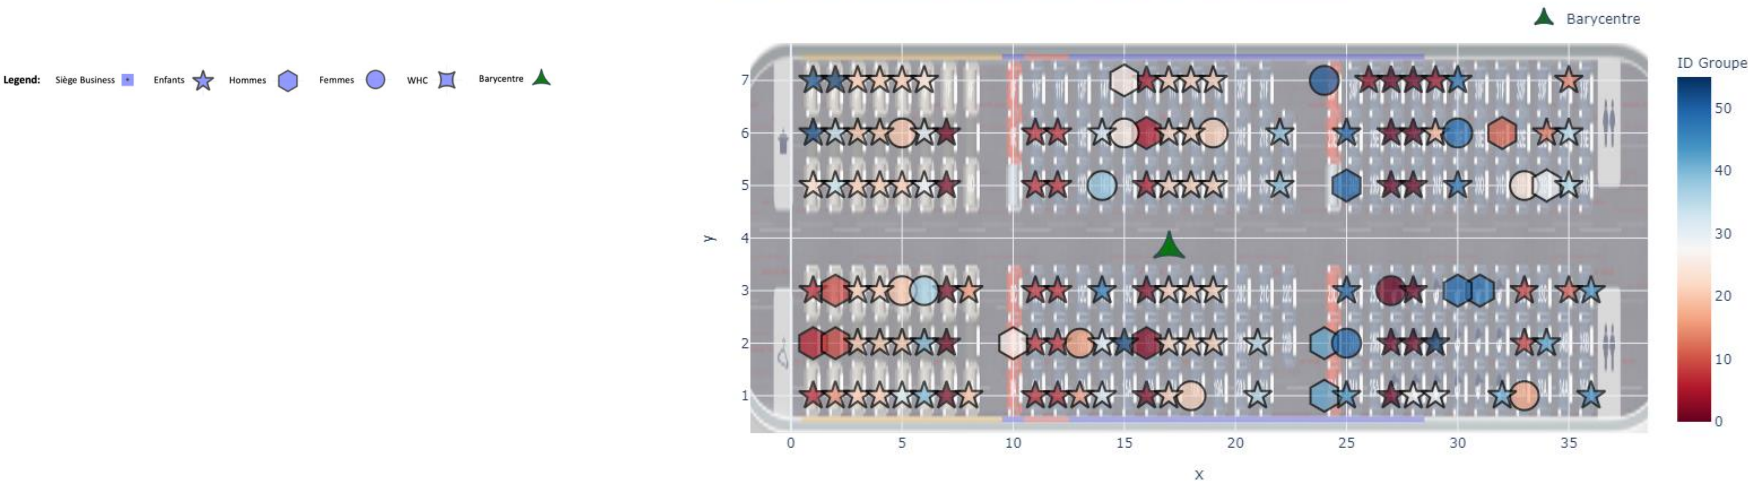 Barycentre
Legend: Siège Business Enfants Hommes Femmes WHC Barycentre
ID Groupe
7
6
5
4
3
2
1
y
0 5 10 15 20 25 30 35
x
50
40
30
20
10
0